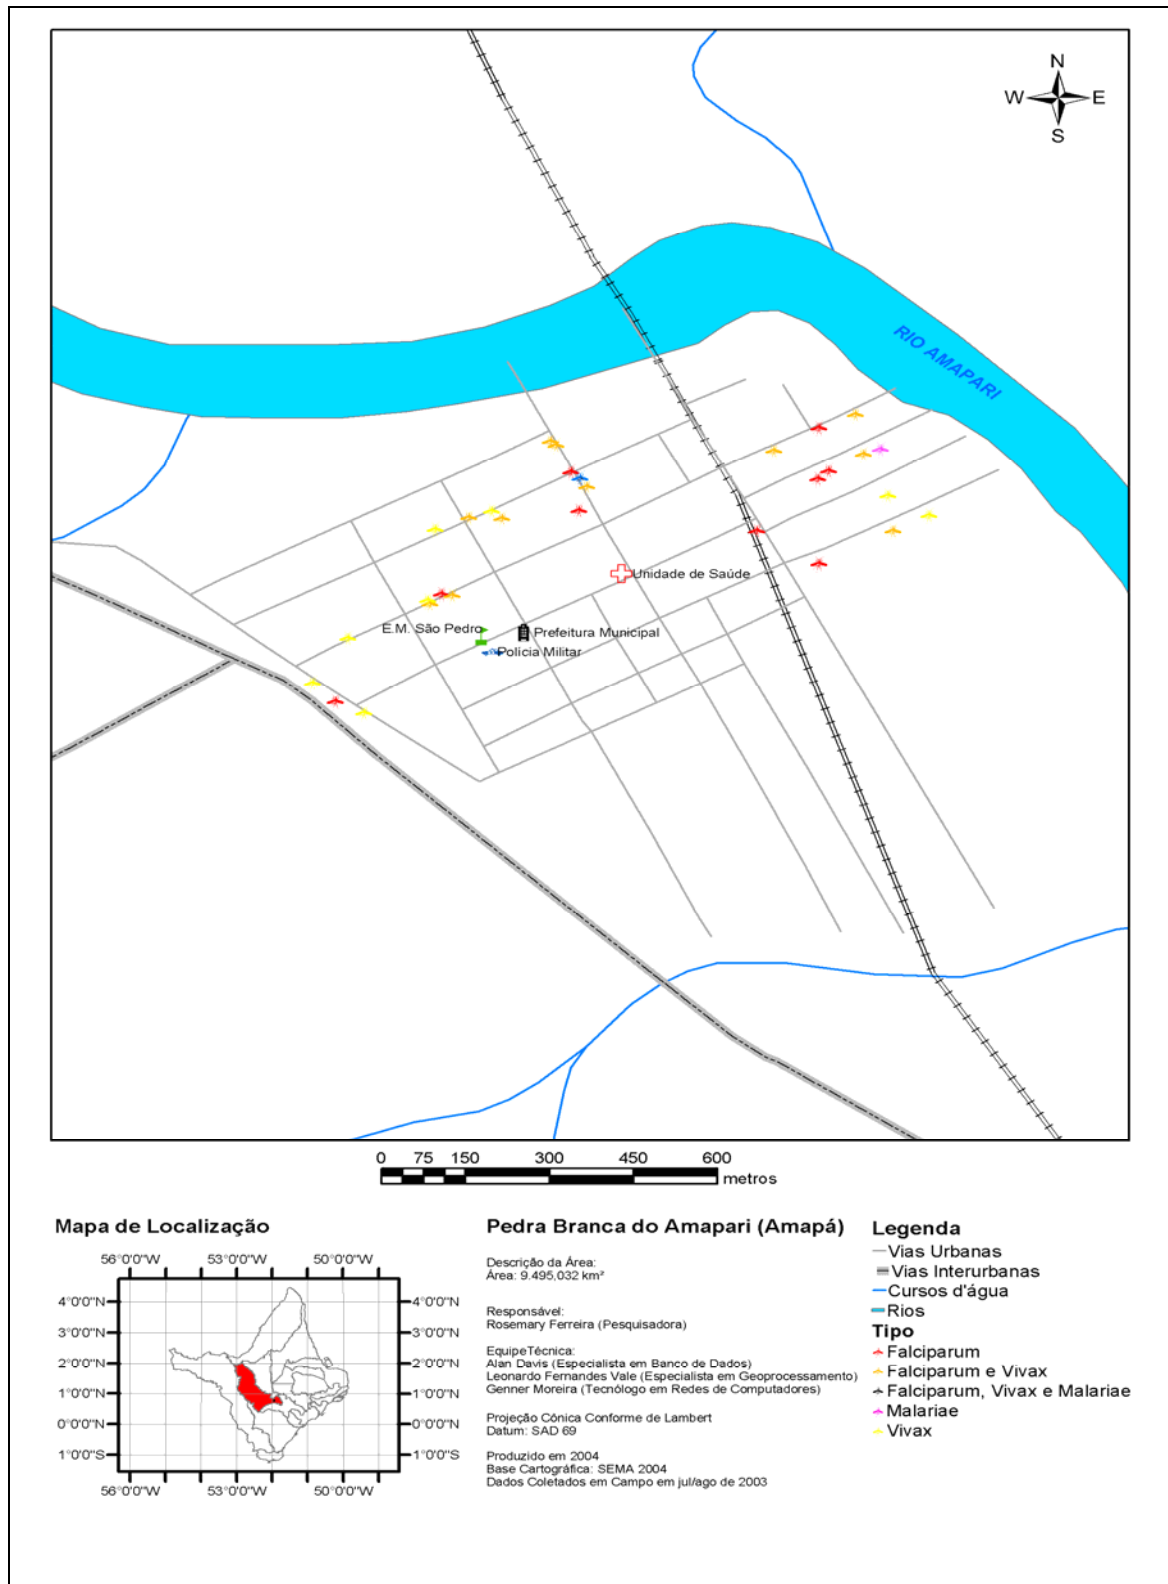 N
W E
S
RIO AMAPARI
Unidade de Saúde
E.M. São Pedro
Prefeitura Municipal
Polícia Militar
0 75 150 300 450 600
metros
Mapa de Localização
56°0'0"W 53°0'0"W 50°0'0"W
4°0'0"N 4°0'0"N
3°0'0"N 3°0'0"N
2°0'0"N 2°0'0"N
1°0'0"N 1°0'0"N
0°0'0"N 0°0'0"N
1°0'0"S 1°0'0"S
56°0'0"W 53°0'0"W 50°0'0"W
Pedra Branca do Amapari (Amapá)
Descrição da Área:
Área: 9.495,032 km²
Responsável:
Rosemary Ferreira (Pesquisadora)
EquipeTécnica:
Alan Davis (Especialista em Banco de Dados)
Leonardo Fernandes Vale (Especialista em Geoprocessamento)
Genner Moreira (Tecnólogo em Redes de Computadores)
Projeção Cônica Conforme de Lambert
Datum: SAD 69
Produzido em 2004
Base Cartográfica: SEMA 2004
Dados Coletados em Campo em jul/ago de 2003
Legenda
Vias Urbanas
Vias Interurbanas
Cursos d'água
Rios
Tipo
Falciparum
Falciparum e Vivax
Falciparum, Vivax e Malariae
Malariae
Vivax